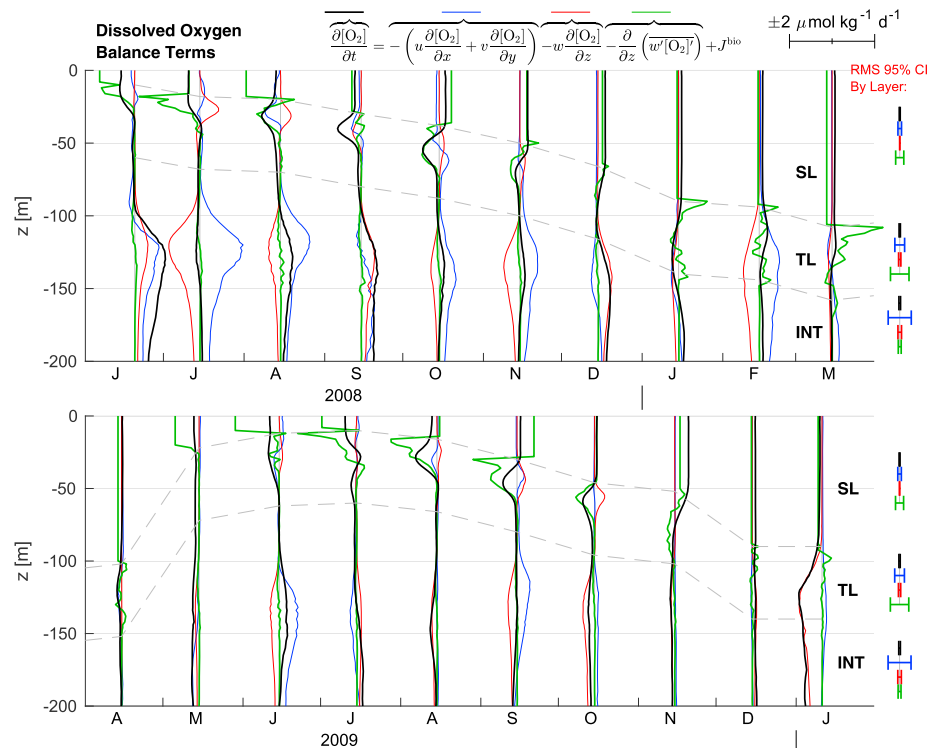 Dissolved Oxygen
Balance Terms
∂[O₂]/∂t = −(u ∂[O₂]/∂x + v ∂[O₂]/∂y) −w ∂[O₂]/∂z −∂/∂z (w′[O₂]′) + J^bio
±2 μmol kg⁻¹ d⁻¹
RMS 95% CI
By Layer:
0
-50
-100
-150
-200
z [m]
SL
TL
INT
J J A S O N D J F M
2008
0
-50
-100
-150
-200
z [m]
SL
TL
INT
A M J J A S O N D J
2009